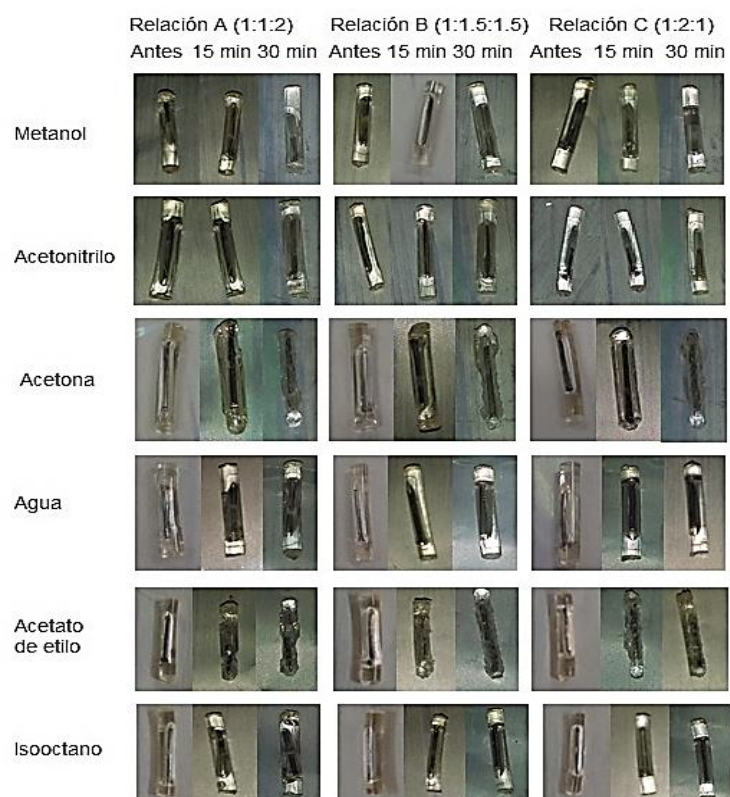 Relación A (1:1:2) Relación B (1:1.5:1.5) Relación C (1:2:1)
Antes 15 min 30 min Antes 15 min 30 min Antes 15 min 30 min
Metanol
Acetonitrilo
Acetona
Agua
Acetato
de etilo
Isooctano